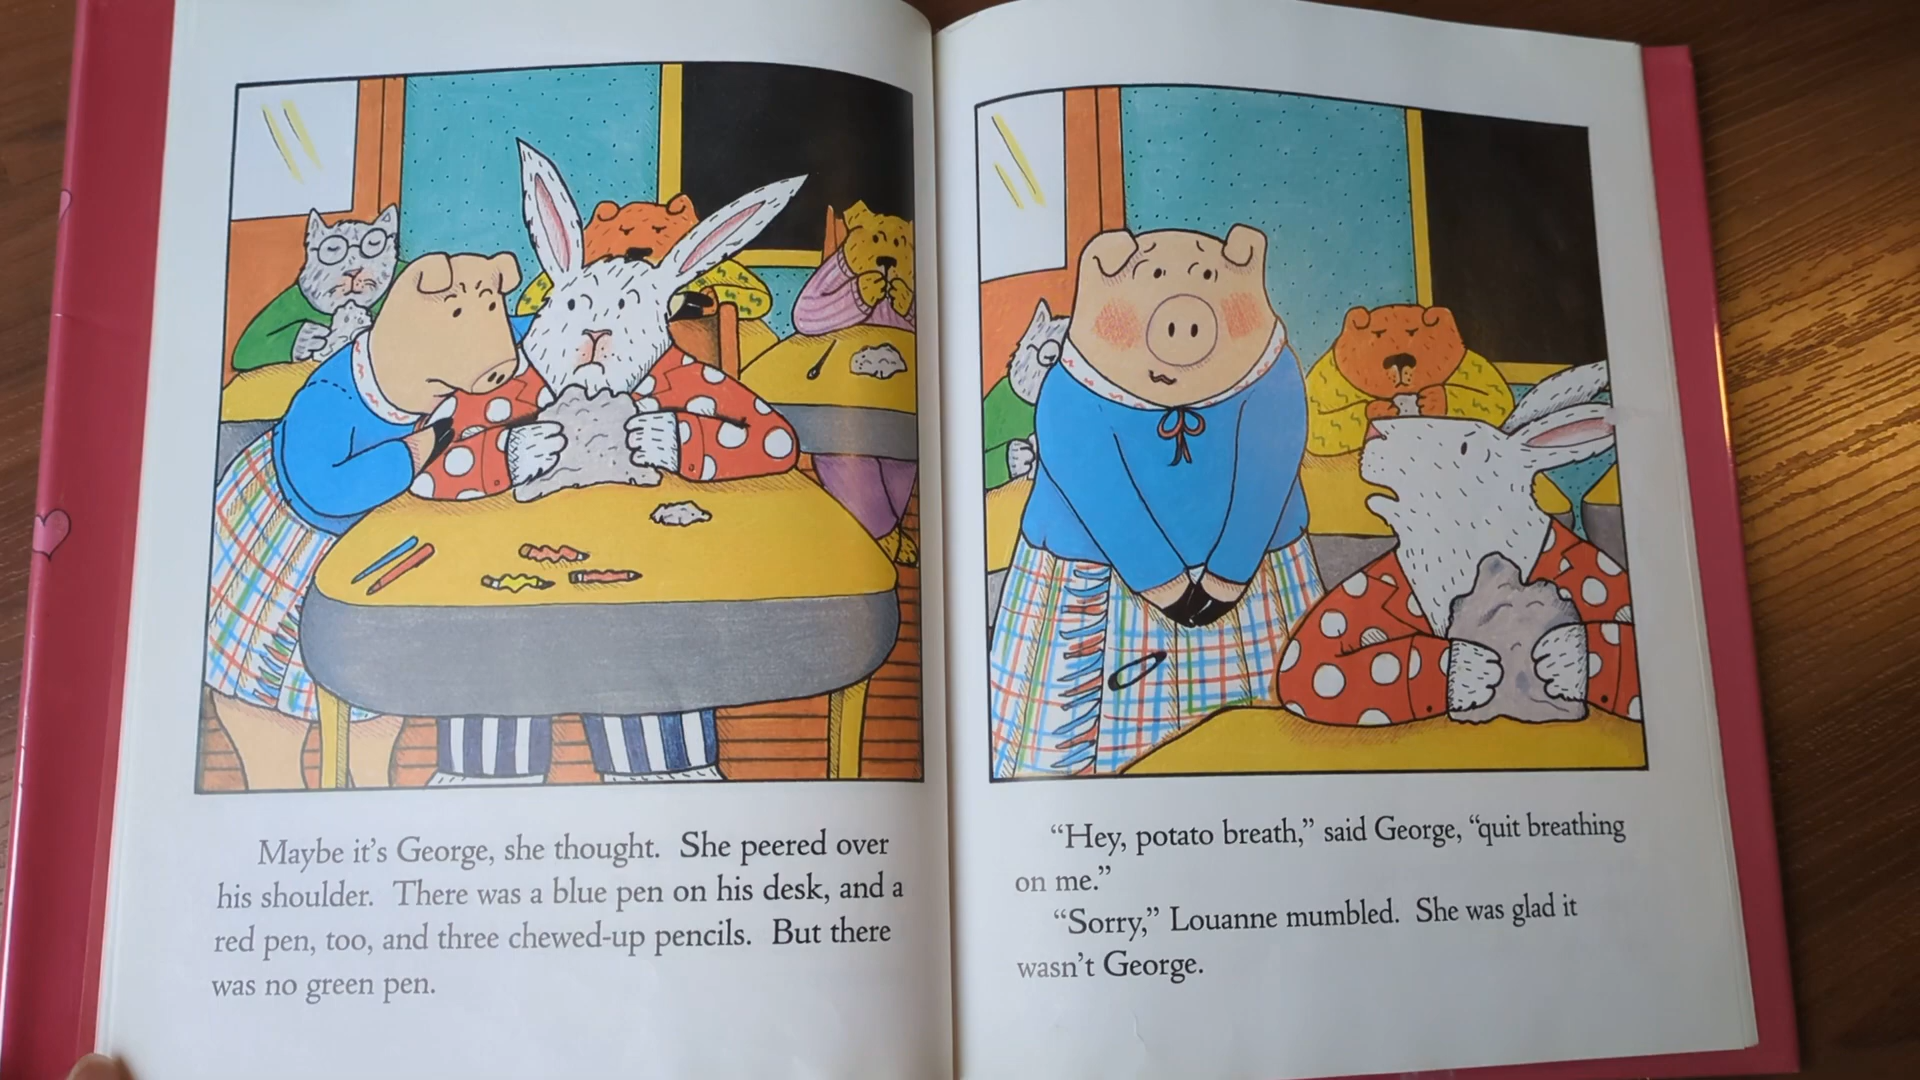 Maybe it's George, she thought. She peered over
his shoulder. There was a blue pen on his desk, and a
red pen, too, and three chewed-up pencils. But there
was no green pen.
“Hey, potato breath,” said George, “quit breathing
on me.”
“Sorry,” Louanne mumbled. She was glad it
wasn't George.